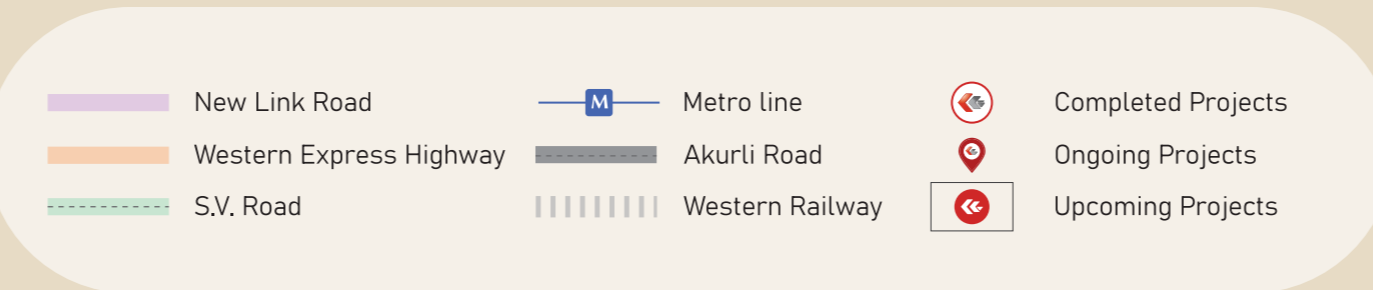 New Link Road
Western Express Highway
S.V. Road
M Metro line
Akurli Road
Western Railway
Completed Projects
Ongoing Projects
Upcoming Projects